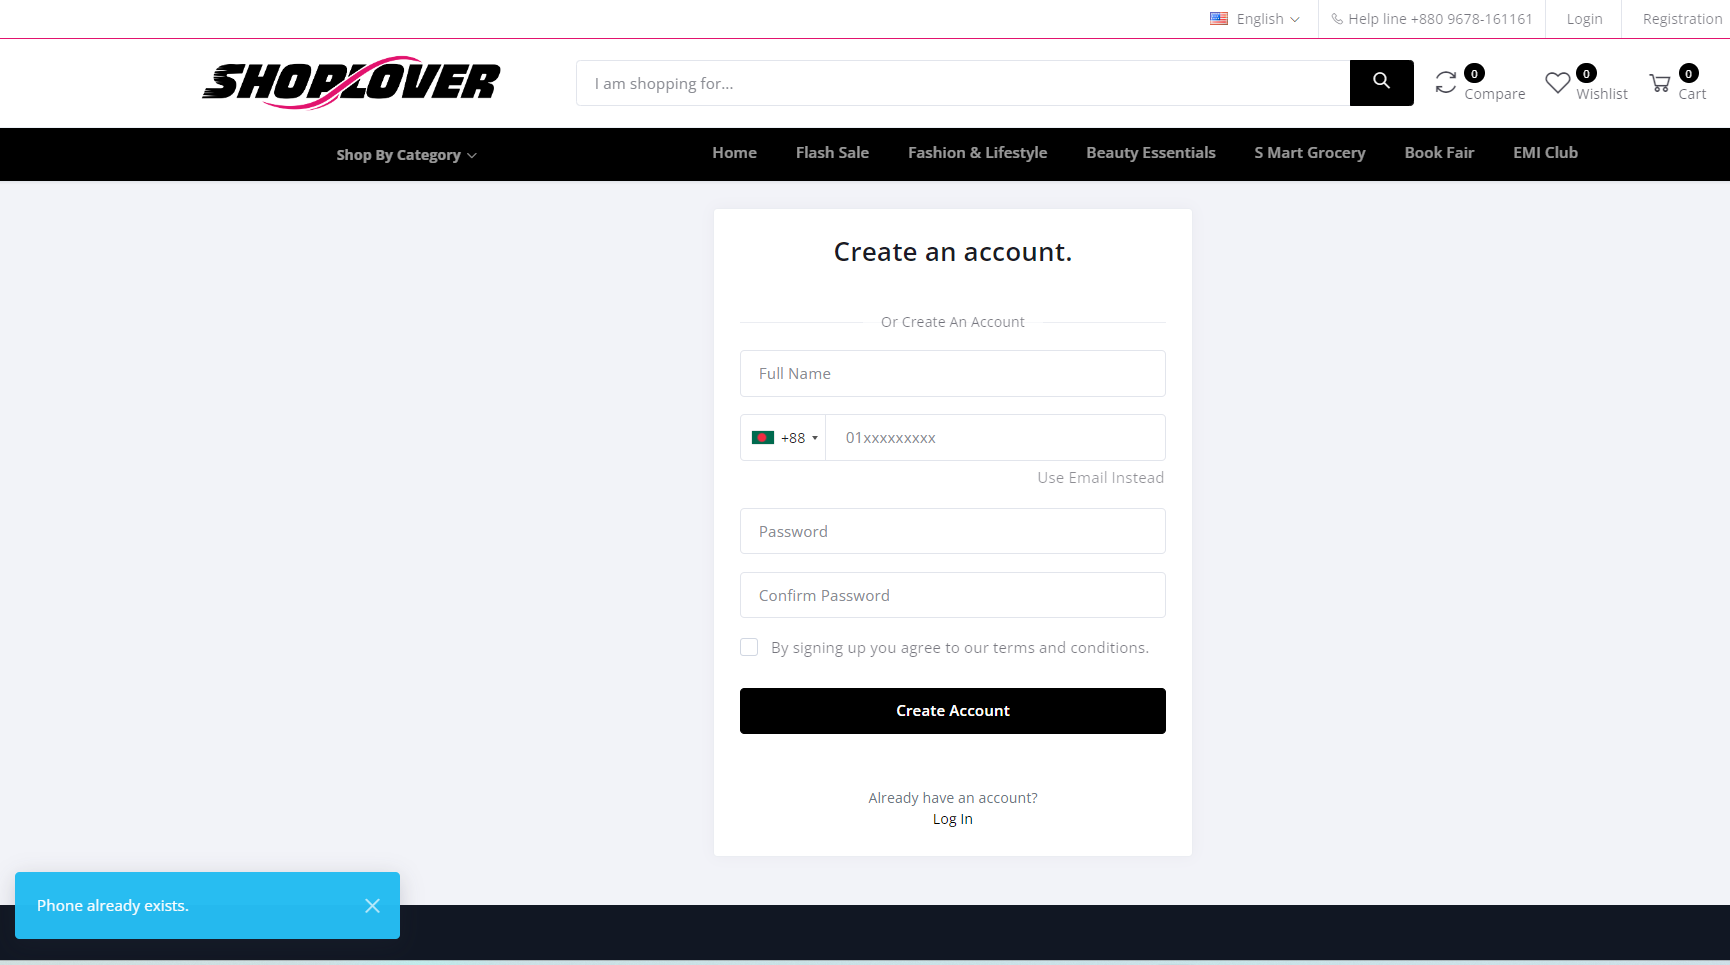 English
Help line +880 9678-161161
Login
Registration
SHOPLOVER
I am shopping for...
0
Compare
0
Wishlist
0
Cart
Shop By Category
Home
Flash Sale
Fashion & Lifestyle
Beauty Essentials
S Mart Grocery
Book Fair
EMI Club
Create an account.
Or Create An Account
Full Name
+88
01xxxxxxxxx
Use Email Instead
Password
Confirm Password
By signing up you agree to our terms and conditions.
Create Account
Already have an account?
Log In
Phone already exists.